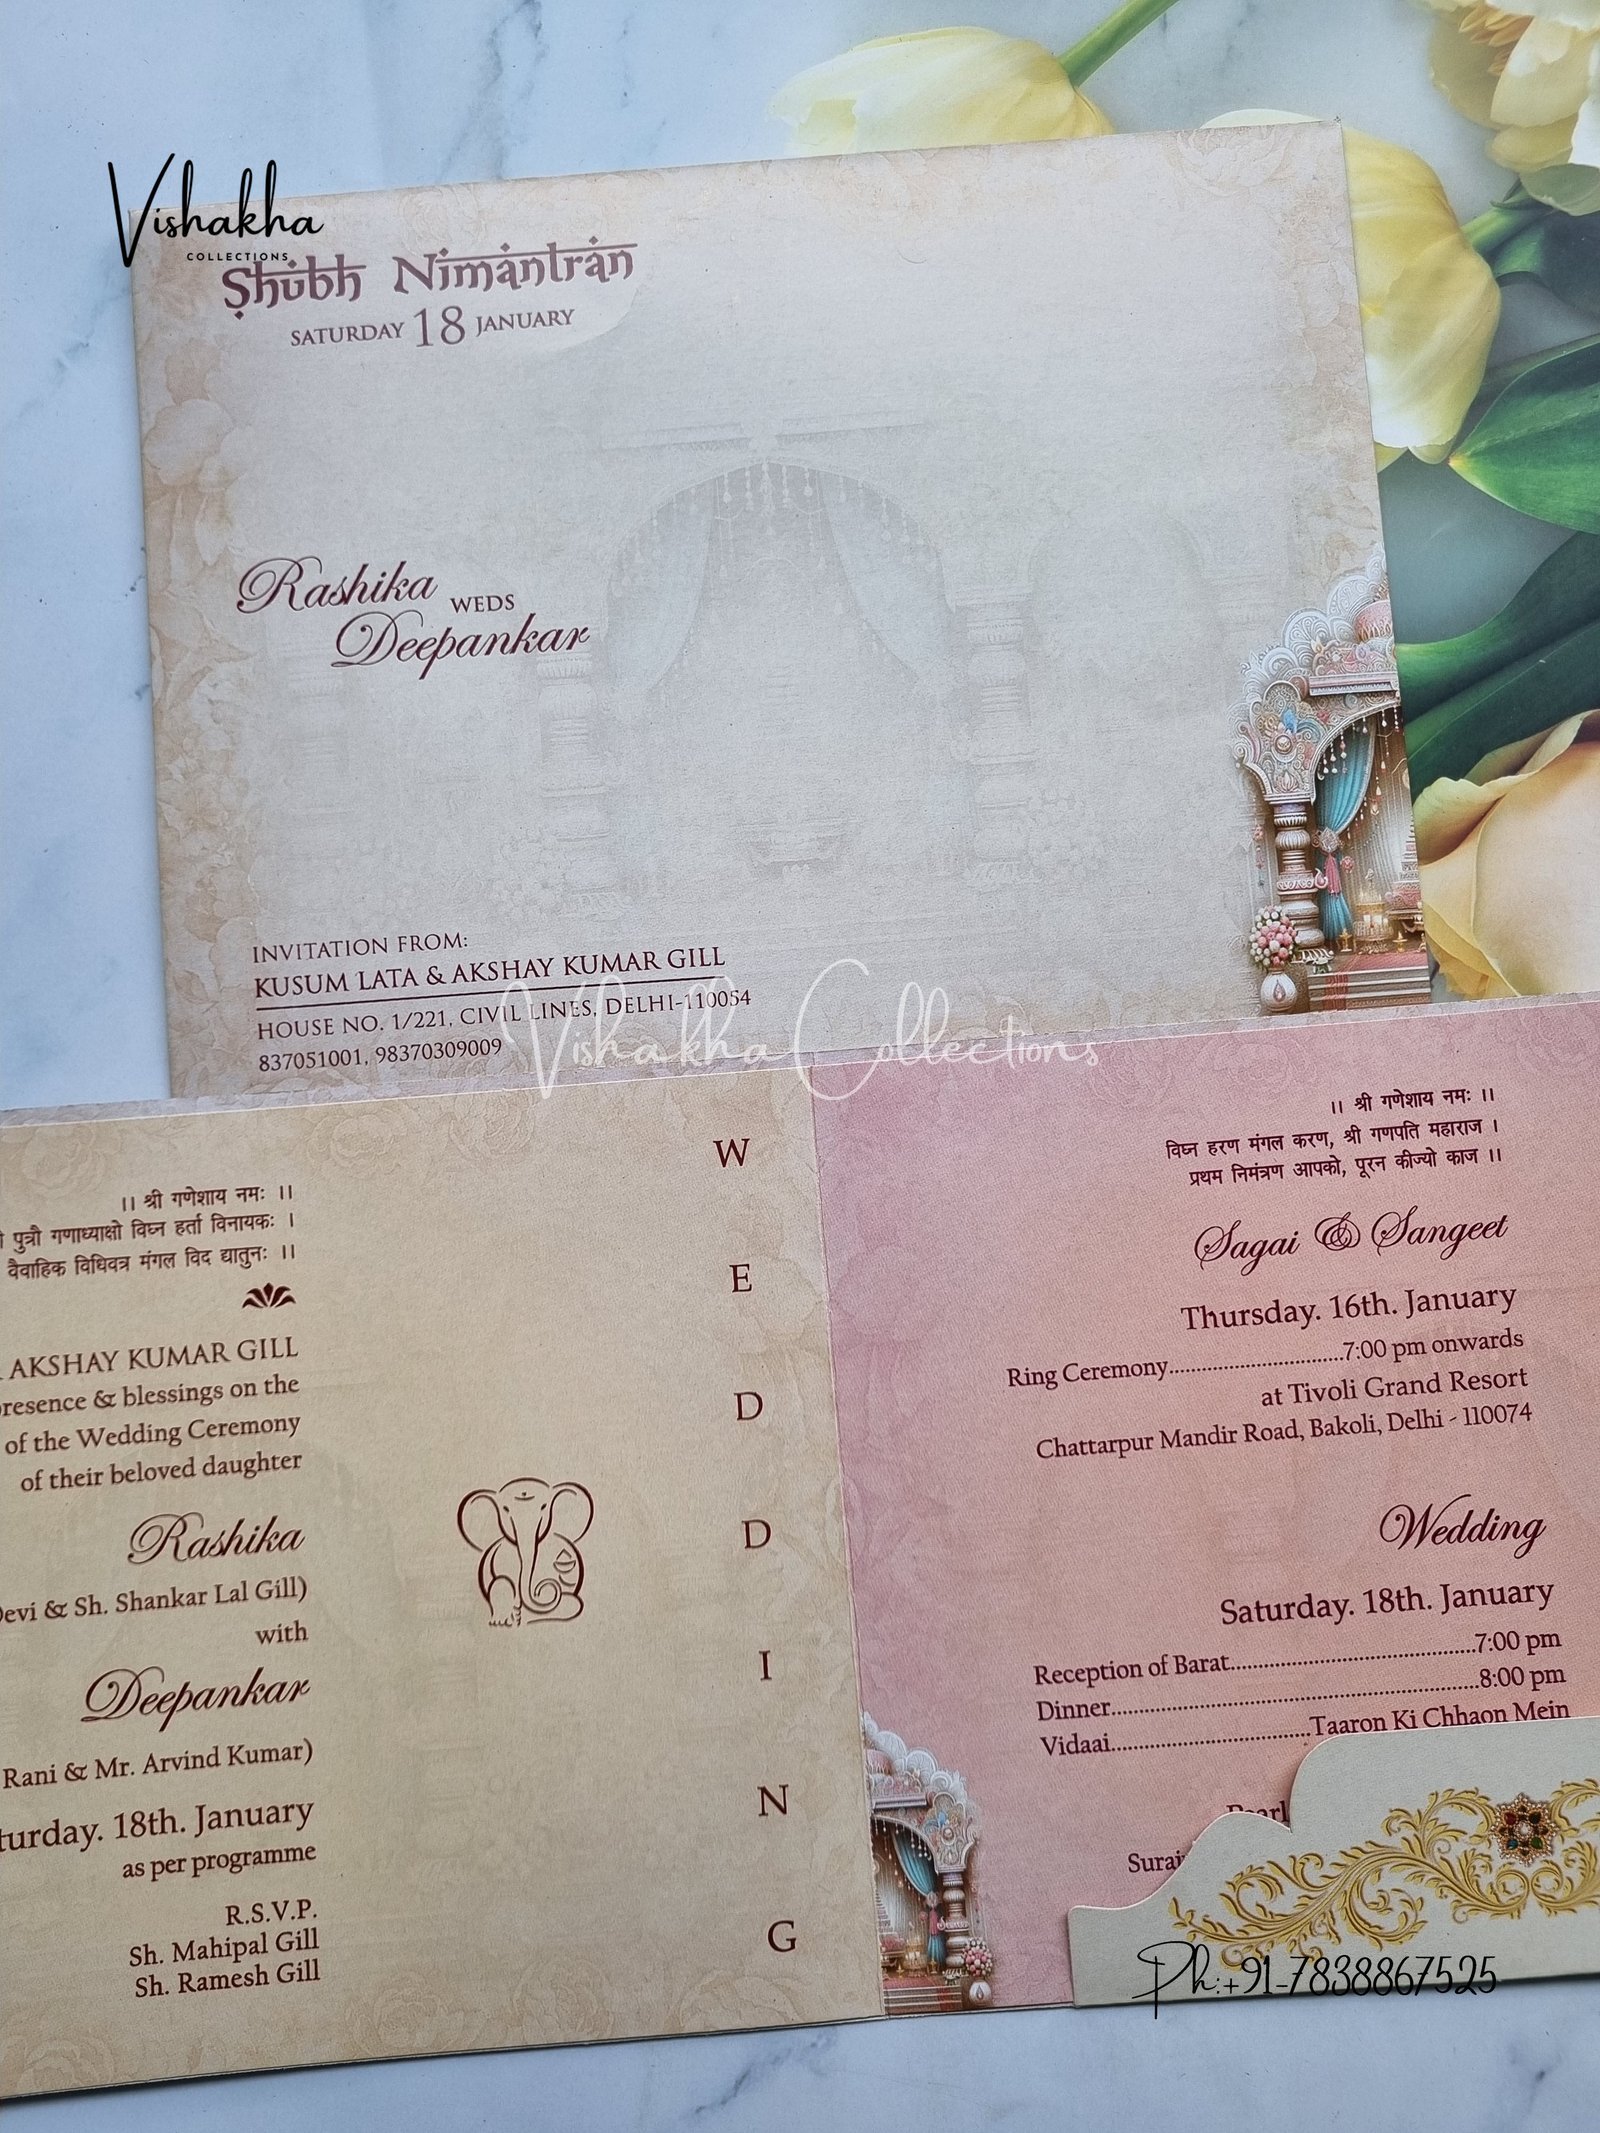 Vishakha
COLLECTIONS
Shubh Nimantran
SATURDAY 18 JANUARY
Rashika WEDS
Deepankar
INVITATION FROM:
KUSUM LATA & AKSHAY KUMAR GILL
HOUSE NO. 1/221, CIVIL LINES, DELHI-110054
837051001, 98370309009
Vishakha Collections
।। श्री गणेशाय नमः ।।
पुत्रौ गणाध्याक्षो विघ्न हर्ता विनायकः ।
वैवाहिक विधिवत्र मंगल विद द्यातुनः ।।
AKSHAY KUMAR GILL
presence & blessings on the
of the Wedding Ceremony
of their beloved daughter
Rashika
Devi & Sh. Shankar Lal Gill)
with
Deepankar
Rani & Mr. Arvind Kumar)
turday. 18th. January
as per programme
R.S.V.P.
Sh. Mahipal Gill
Sh. Ramesh Gill
W
E
D
D
I
N
G
।। श्री गणेशाय नमः ।।
विघ्न हरण मंगल करण, श्री गणपति महाराज ।
प्रथम निमंत्रण आपको, पूरन कीज्यो काज ।।
Sagai & Sangeet
Thursday. 16th. January
Ring Ceremony................................7:00 pm onwards
at Tivoli Grand Resort
Chattarpur Mandir Road, Bakoli, Delhi - 110074
Wedding
Saturday. 18th. January
Reception of Barat.............................................7:00 pm
Dinner....................................................................8:00 pm
Vidaai....................................Taaron Ki Chhaon Mein
Pearl
Suraj
Ph:+91-7838867525